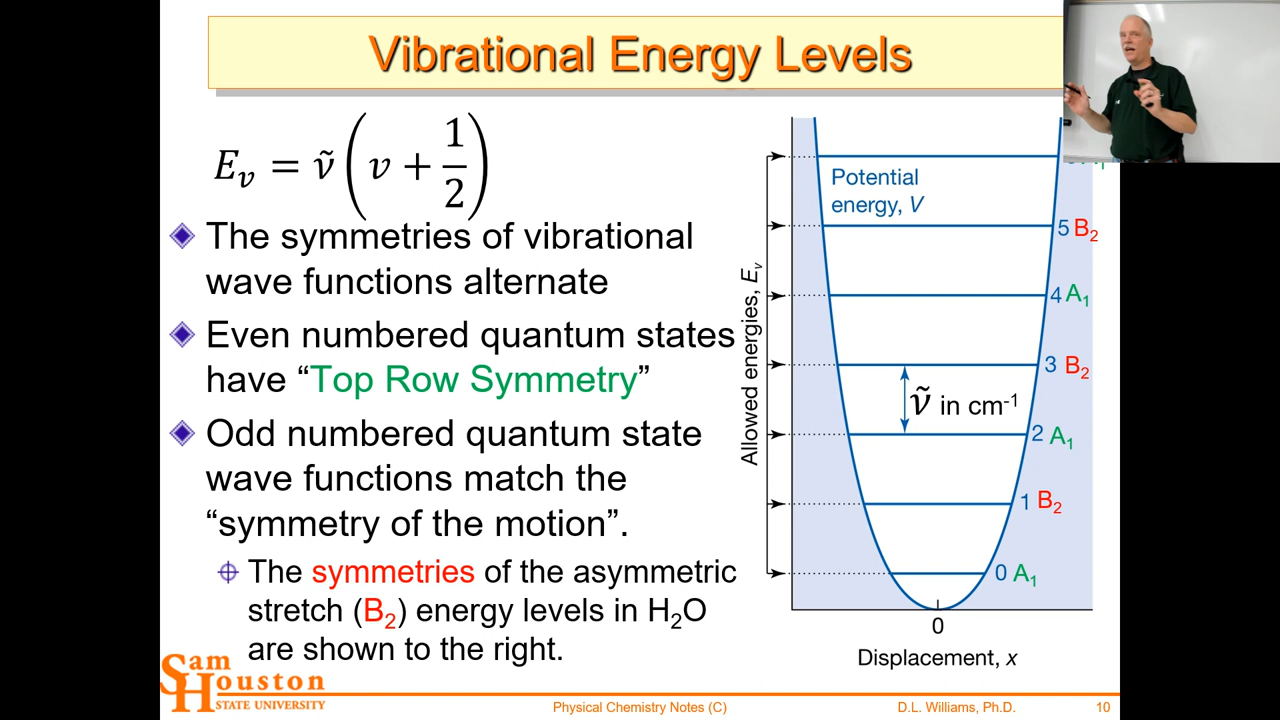 Vibrational Energy Levels
E_v = ṽ(v + 1/2)
The symmetries of vibrational
wave functions alternate
Even numbered quantum states
have “Top Row Symmetry”
Odd numbered quantum state
wave functions match the
“symmetry of the motion”.
The symmetries of the asymmetric
stretch (B₂) energy levels in H₂O
are shown to the right.
Allowed energies, E_v
Potential
energy, V
5 B₂
4 A₁
3 B₂
ṽ in cm⁻¹
2 A₁
1 B₂
0 A₁
0
Displacement, x
Sam
Houston
STATE UNIVERSITY
Physical Chemistry Notes (C)
D.L. Williams, Ph.D.
10